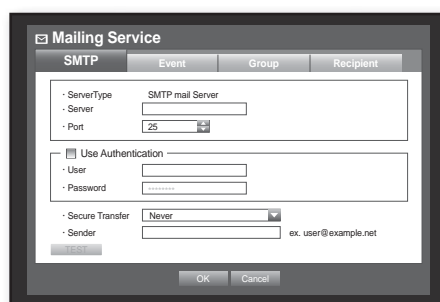 Mailing Service
SMTP Event Group Recipient
· ServerType SMTP mail Server
· Server
· Port 25
Use Authentication
· User
· Password --------
· Secure Transfer Never
· Sender ex. user@example.net
TEST
OK Cancel